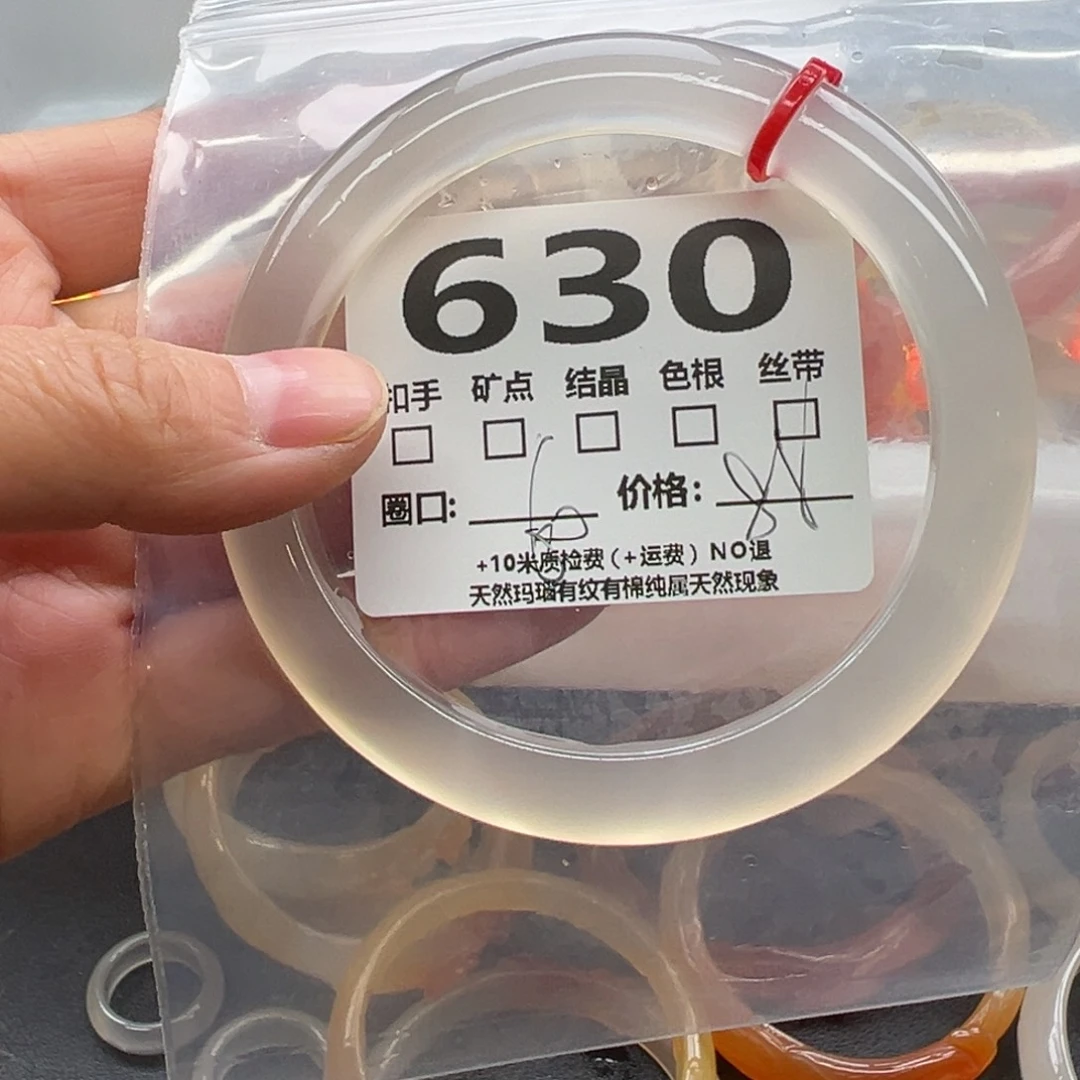 630
扣手 矿点 结晶 色根 丝带
圈口: 价格:
+10米质检费（+运费）NO退
天然玛瑙有纹有棉纯属天然现象